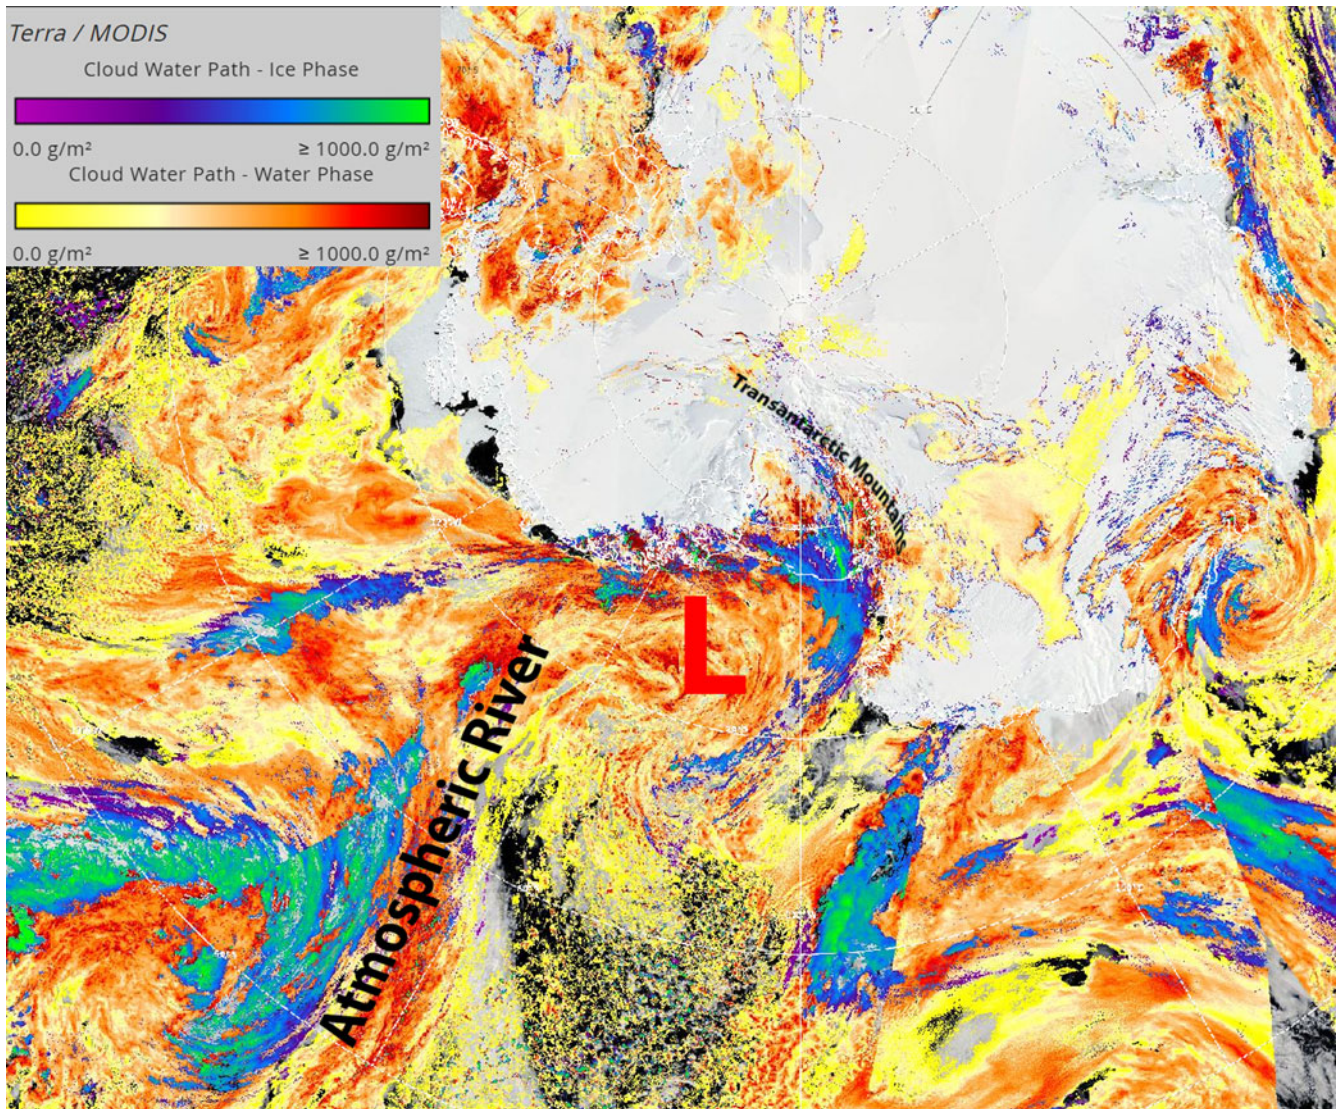 Terra / MODIS
Cloud Water Path - Ice Phase
0.0 g/m² ≥ 1000.0 g/m²
Cloud Water Path - Water Phase
0.0 g/m² ≥ 1000.0 g/m²
Transantarctic Mountains
L
Atmospheric River